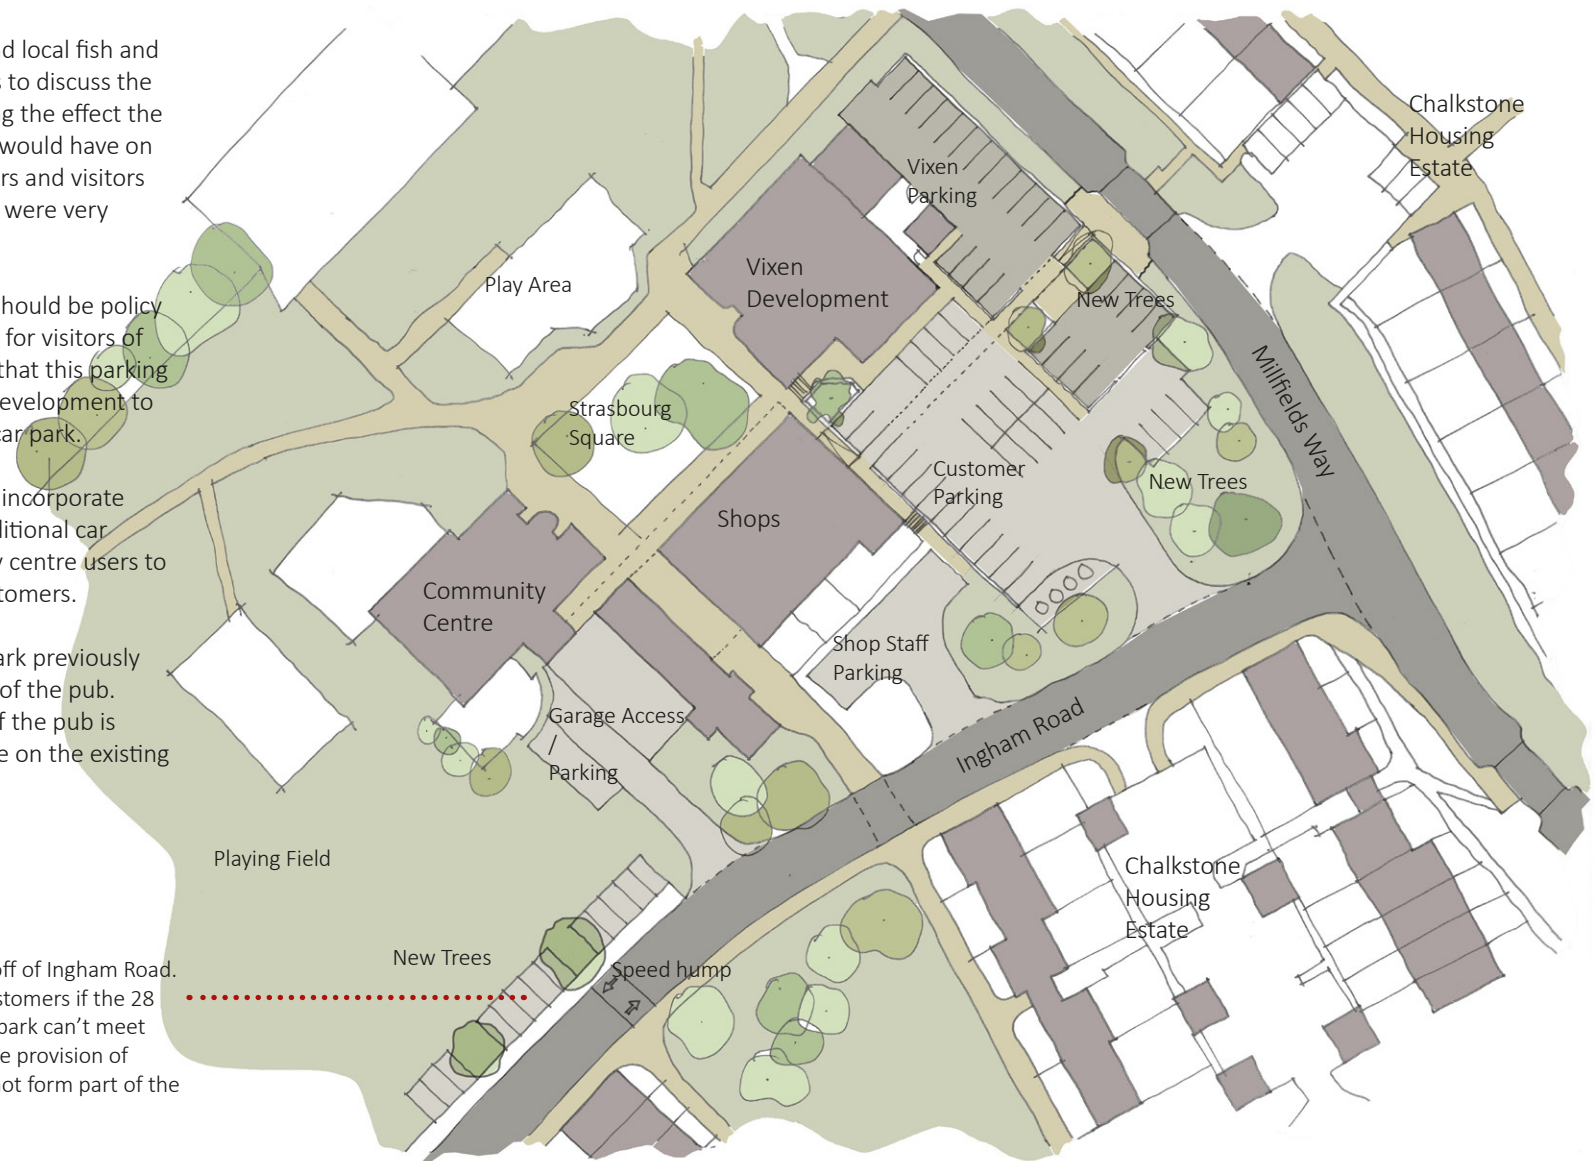 d local fish and
s to discuss the
g the effect the
would have on
rs and visitors
were very
hould be policy
for visitors of
that this parking
evelopment to
car park.
incorporate
ditional car
y centre users to
tomers.
ark previously
of the pub.
f the pub is
e on the existing
off of Ingham Road.
stomers if the 28
park can't meet
e provision of
not form part of the
Chalkstone
Housing
Estate
Vixen
Parking
Vixen
Development
Play Area
New Trees
Millfields Way
Strasbourg
Square
Customer
Parking
New Trees
Shops
Community
Centre
Shop Staff
Parking
Garage Access
/
Parking
Ingham Road
Playing Field
Chalkstone
Housing
Estate
New Trees
Speed hump